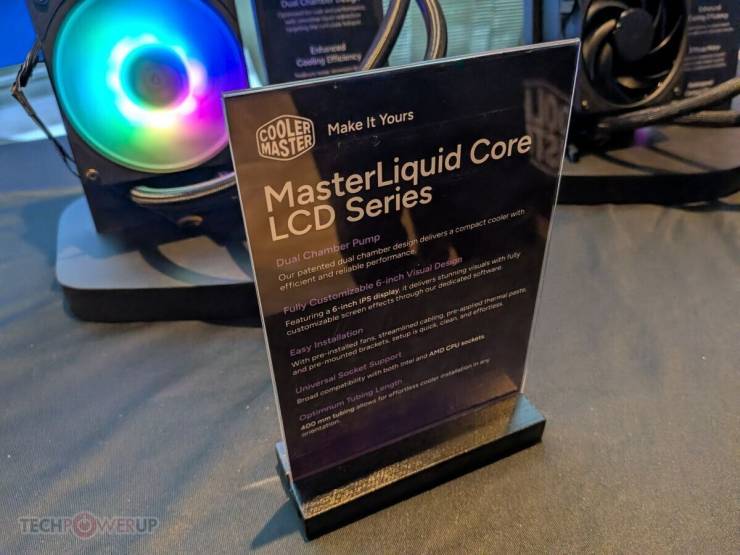 Dual Chamber Design
Enhanced
Cooling Efficiency
COOLER
MASTER
Make It Yours
MasterLiquid Core
LCD Series
Dual Chamber Pump
Our patented dual chamber design delivers a compact cooler with
efficient and reliable performance.
Fully Customizable 6-inch Visual Design
Featuring a 6-inch IPS display, it delivers stunning visuals with fully
customizable screen effects through our dedicated software.
Easy Installation
With pre-installed fans, streamlined cabling, pre-applied thermal paste,
and pre-mounted brackets, setup is quick, clean, and effortless.
Universal Socket Support
Broad compatibility with both Intel and AMD CPU sockets.
Optimnum Tubing Length
400 mm tubing allows for effortless cooler installation in any
orientation.
TECHPOWERUP